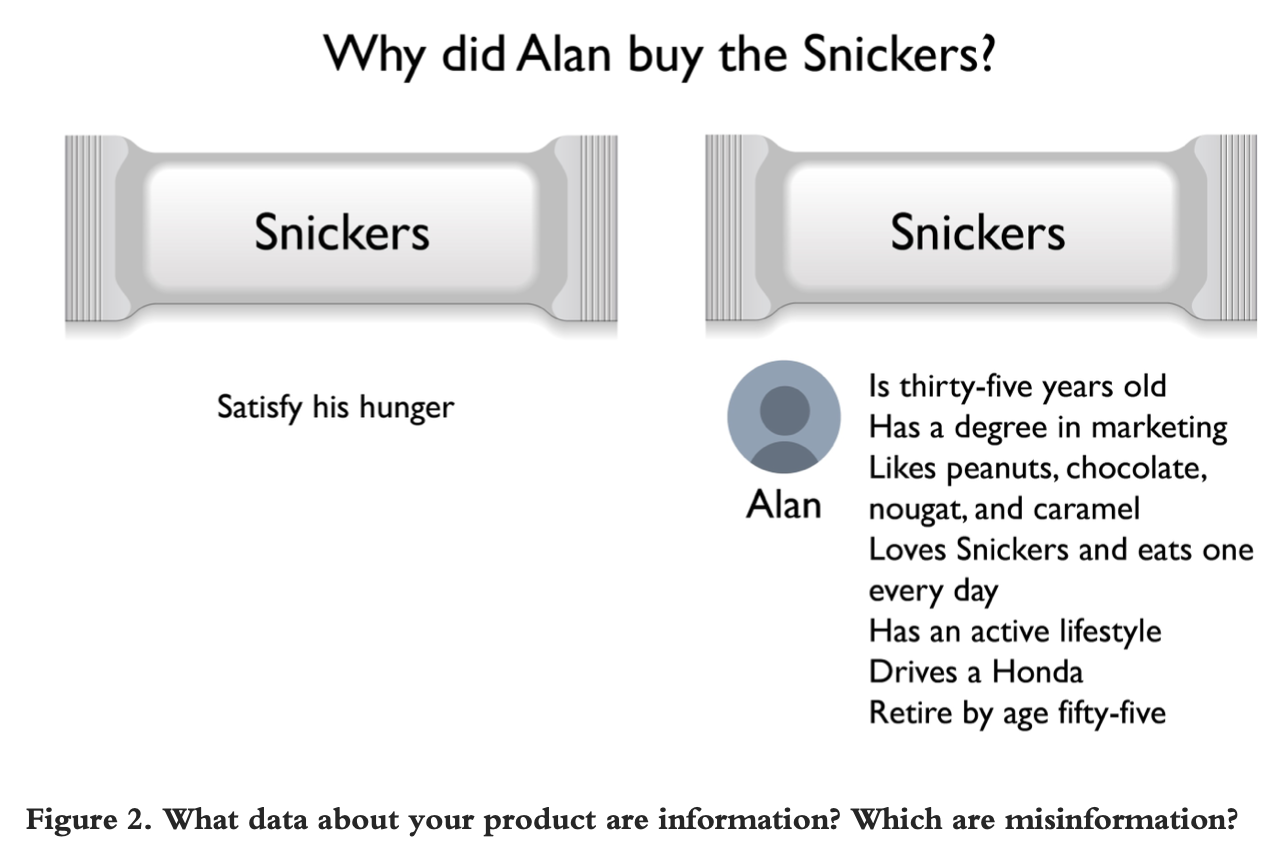 Why did Alan buy the Snickers?
Snickers
Satisfy his hunger
Snickers
Alan
Is thirty-five years old
Has a degree in marketing
Likes peanuts, chocolate,
nougat, and caramel
Loves Snickers and eats one
every day
Has an active lifestyle
Drives a Honda
Retire by age fifty-five
Figure 2. What data about your product are information? Which are misinformation?